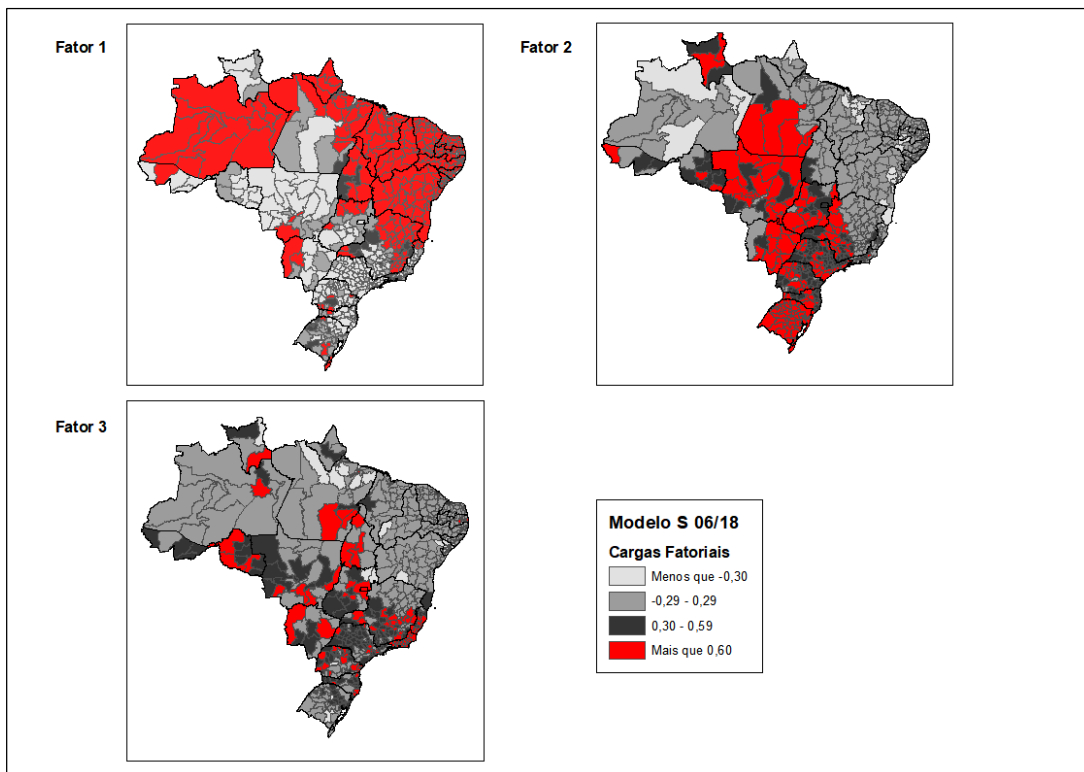 Fator 1
Fator 2
Fator 3
Modelo S 06/18
Cargas Fatoriais
Menos que -0,30
-0,29 - 0,29
0,30 - 0,59
Mais que 0,60